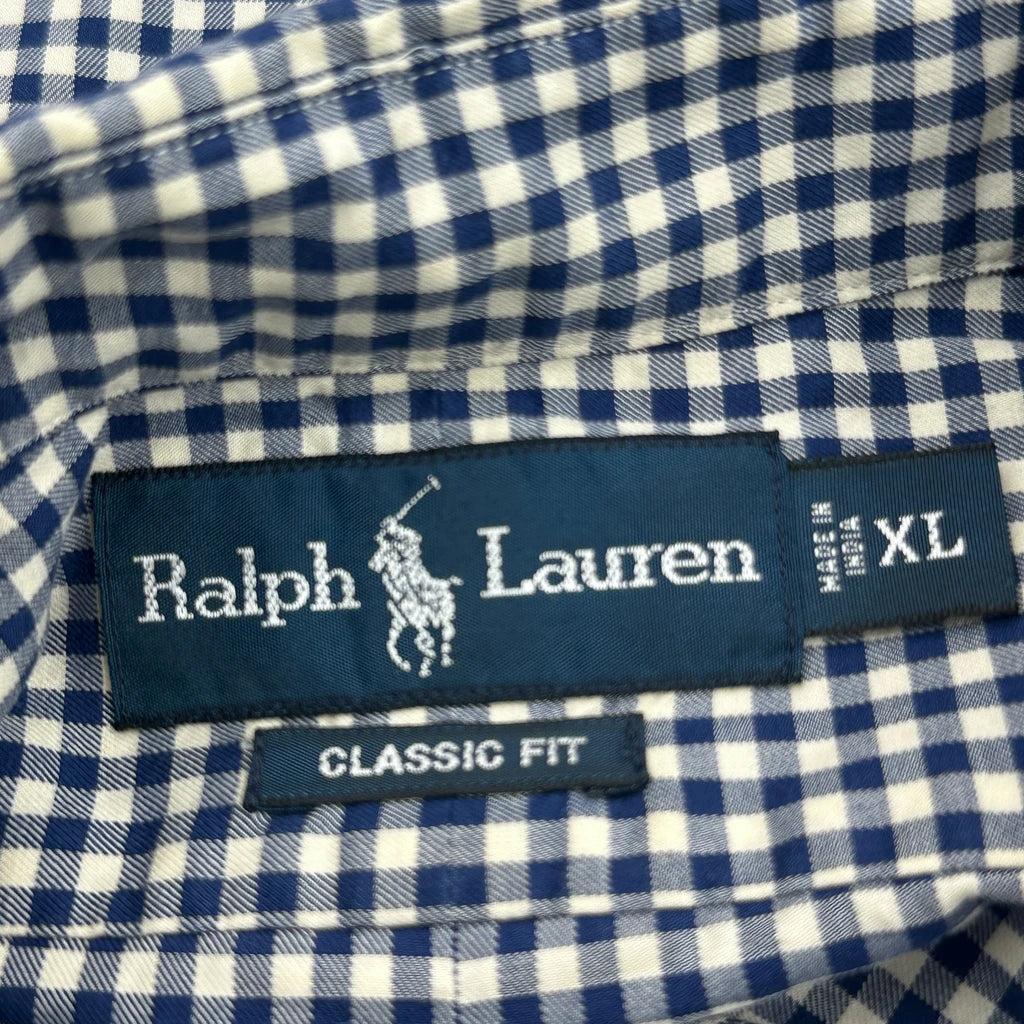 Ralph Lauren
MADE IN
INDIA
XL
CLASSIC FIT